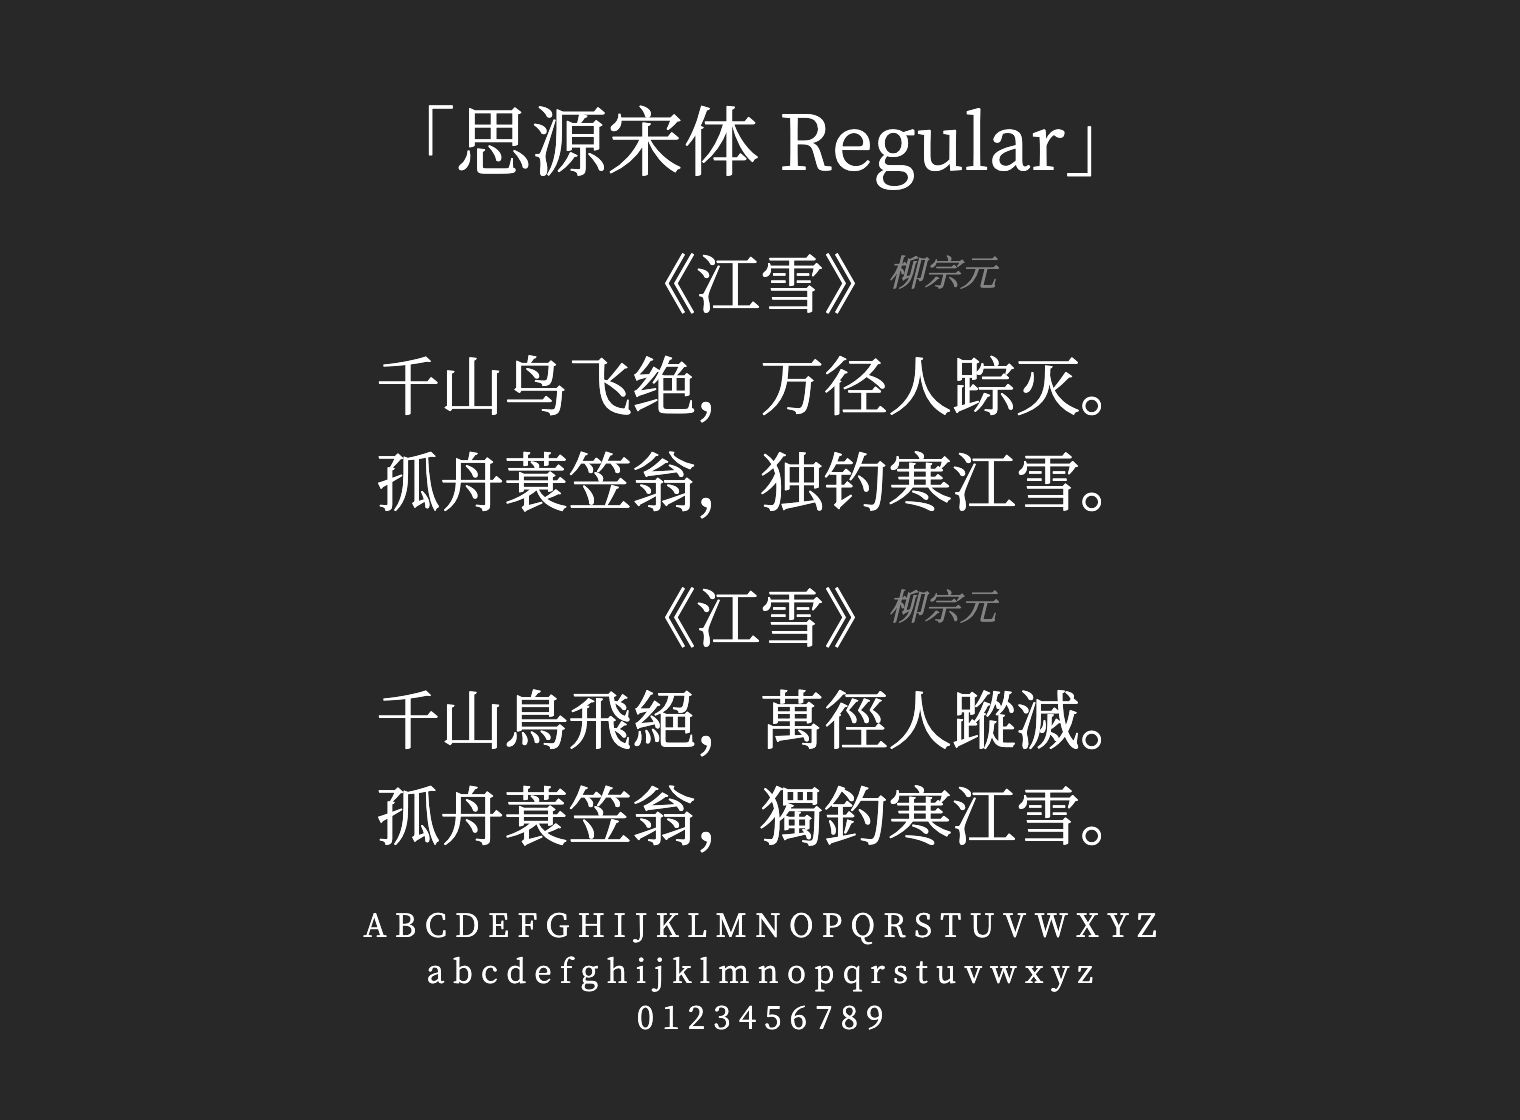 「思源宋体 Regular」
《江雪》 柳宗元
千山鸟飞绝，万径人踪灭。
孤舟蓑笠翁，独钓寒江雪。
《江雪》 柳宗元
千山鳥飛絕，萬徑人蹤滅。
孤舟蓑笠翁，獨釣寒江雪。
A B C D E F G H I J K L M N O P Q R S T U V W X Y Z
a b c d e f g h i j k l m n o p q r s t u v w x y z
0 1 2 3 4 5 6 7 8 9